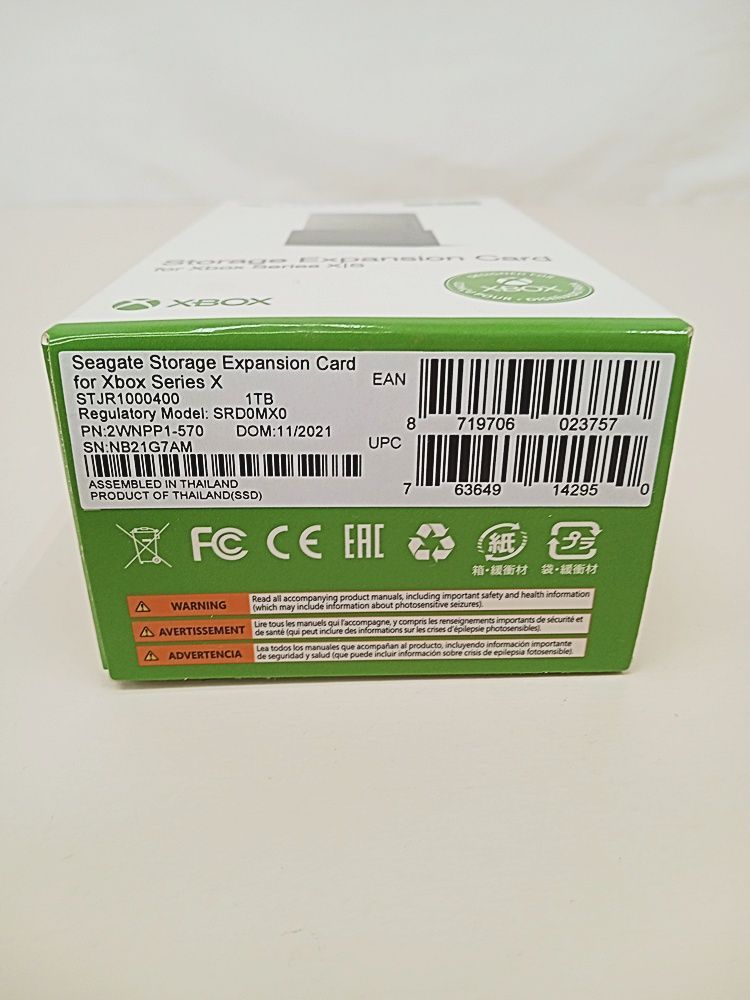 Storage Expansion Card
for Xbox Series X|S
XBOX
XBOX
Seagate Storage Expansion Card
for Xbox Series X
STJR1000400 1TB
Regulatory Model: SRD0MX0
PN:2WNPP1-570 DOM:11/2021
SN:NB21G7AM
ASSEMBLED IN THAILAND
PRODUCT OF THAILAND(SSD)
EAN
8 719706 023757
UPC
7 63649 14295 0
FC CE EAC 紙 プラ
箱・緩衝材 袋・緩衝材
WARNING
Read all accompanying product manuals, including important safety and health information
(which may include information about photosensitive seizures).
AVERTISSEMENT
Lire tous les manuels qui l'accompagne, y compris les renseignements importants de sécurité et
de santé (qui peut inclure des informations sur les crises d'épilepsie photosensibles).
ADVERTENCIA
Lea todos los manuales que acompañan al producto, incluyendo información importante
de seguridad y salud (que puede incluir información sobre crisis de epilepsia fotosensible).